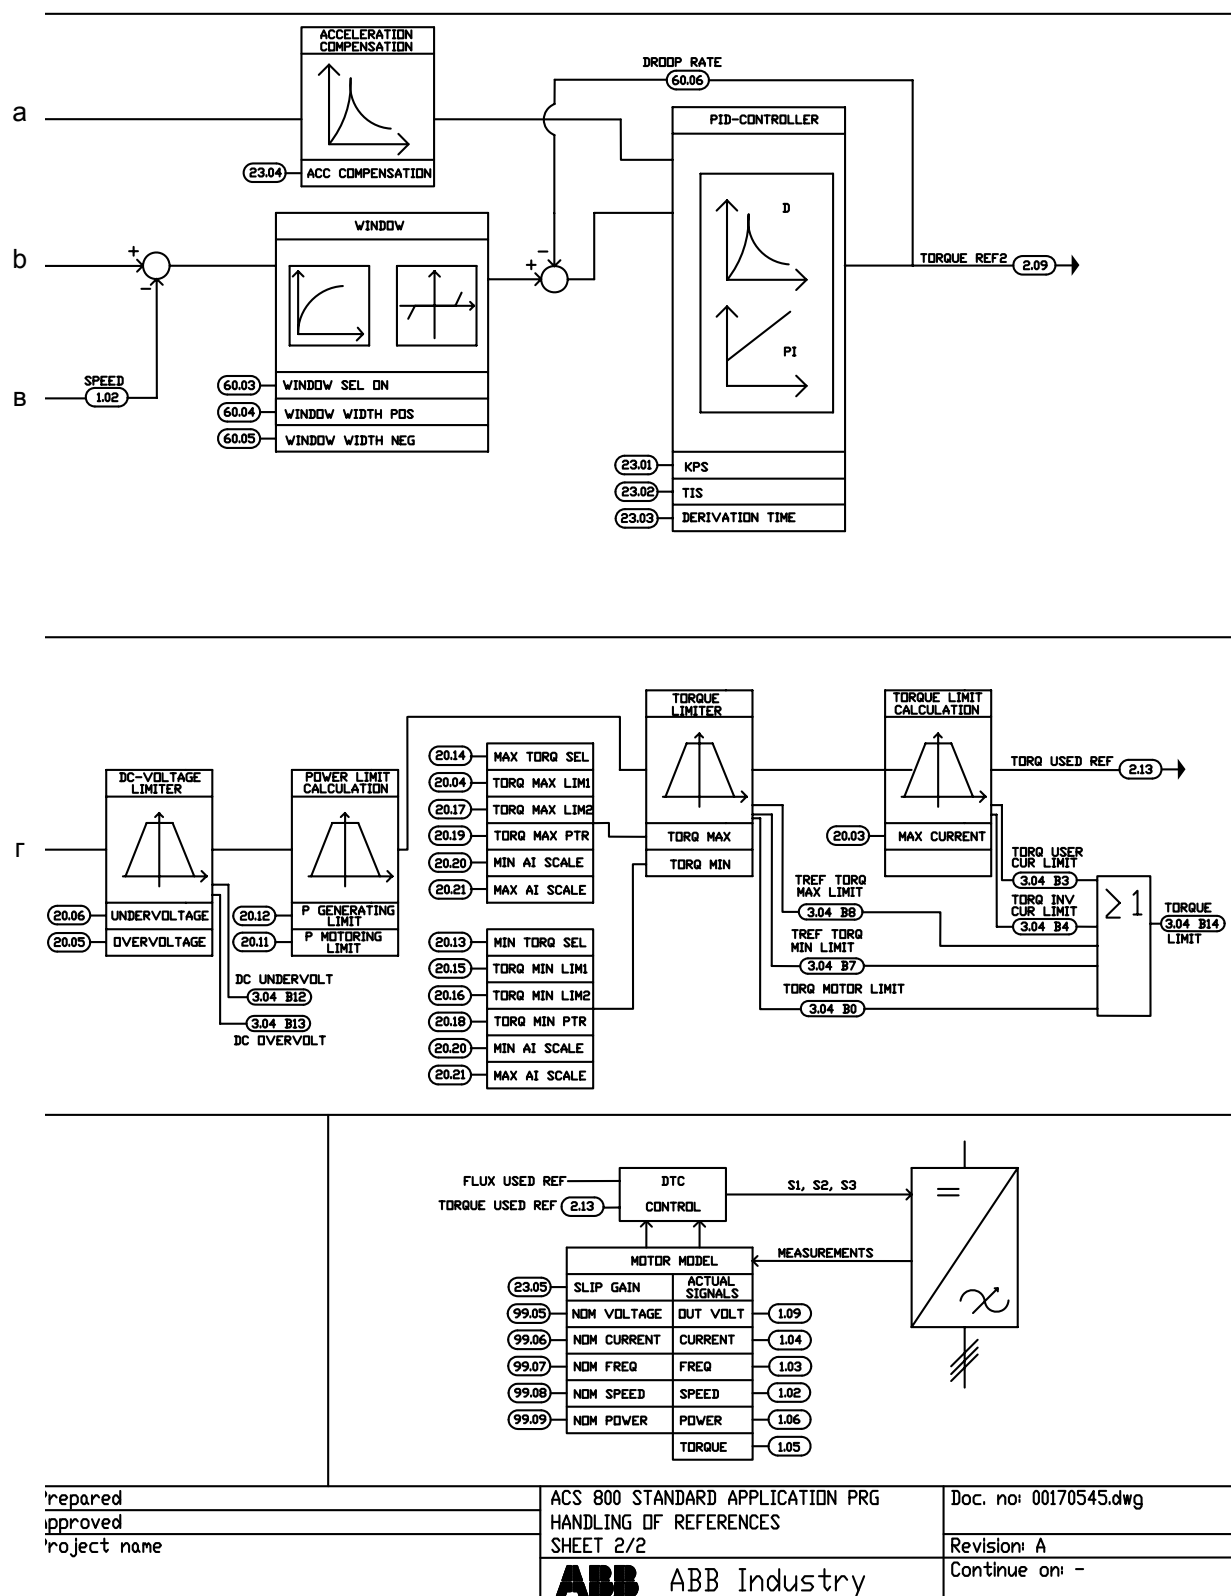 ACCELERATION
COMPENSATION
DROOP RATE
60.06
a
PID-CONTROLLER
23.04
ACC COMPENSATION
WINDOW
D
b
+
−
+
−
TORQUE REF2
2.09
PI
SPEED
в
1.02
60.03
WINDOW SEL ON
60.04
WINDOW WIDTH POS
60.05
WINDOW WIDTH NEG
23.01
KPS
23.02
TIS
23.03
DERIVATION TIME
TORQUE
LIMITER
TORQUE LIMIT
CALCULATION
DC-VOLTAGE
LIMITER
POWER LIMIT
CALCULATION
20.14
MAX TORQ SEL
20.04
TORQ MAX LIM1
20.17
TORQ MAX LIM2
20.19
TORQ MAX PTR
20.20
MIN AI SCALE
20.21
MAX AI SCALE
TORQ USED REF
2.13
TORQ MAX
TORQ MIN
20.03
MAX CURRENT
г
20.06
UNDERVOLTAGE
20.05
OVERVOLTAGE
20.12
P GENERATING
LIMIT
20.11
P MOTORING
LIMIT
TORQ USER
CUR LIMIT
3.04 B3
TORQ INV
CUR LIMIT
3.04 B4
TREF TORQ
MAX LIMIT
3.04 B8
TREF TORQ
MIN LIMIT
3.04 B7
TORQ MOTOR LIMIT
3.04 B0
≥1
TORQUE
3.04 B14
LIMIT
DC UNDERVOLT
3.04 B12
3.04 B13
DC OVERVOLT
20.13
MIN TORQ SEL
20.15
TORQ MIN LIM1
20.16
TORQ MIN LIM2
20.18
TORQ MIN PTR
20.20
MIN AI SCALE
20.21
MAX AI SCALE
FLUX USED REF
TORQUE USED REF
2.13
DTC
CONTROL
S1, S2, S3
MOTOR MODEL
MEASUREMENTS
23.05
SLIP GAIN
ACTUAL
SIGNALS
99.05
NOM VOLTAGE
OUT VOLT
1.09
99.06
NOM CURRENT
CURRENT
1.04
99.07
NOM FREQ
FREQ
1.03
99.08
NOM SPEED
SPEED
1.02
99.09
NOM POWER
POWER
1.06
TORQUE
1.05
Prepared
Approved
Project name
ACS 800 STANDARD APPLICATION PRG
HANDLING OF REFERENCES
SHEET 2/2
ABB ABB Industry
Doc. no: 00170545.dwg
Revision: A
Continue on: -